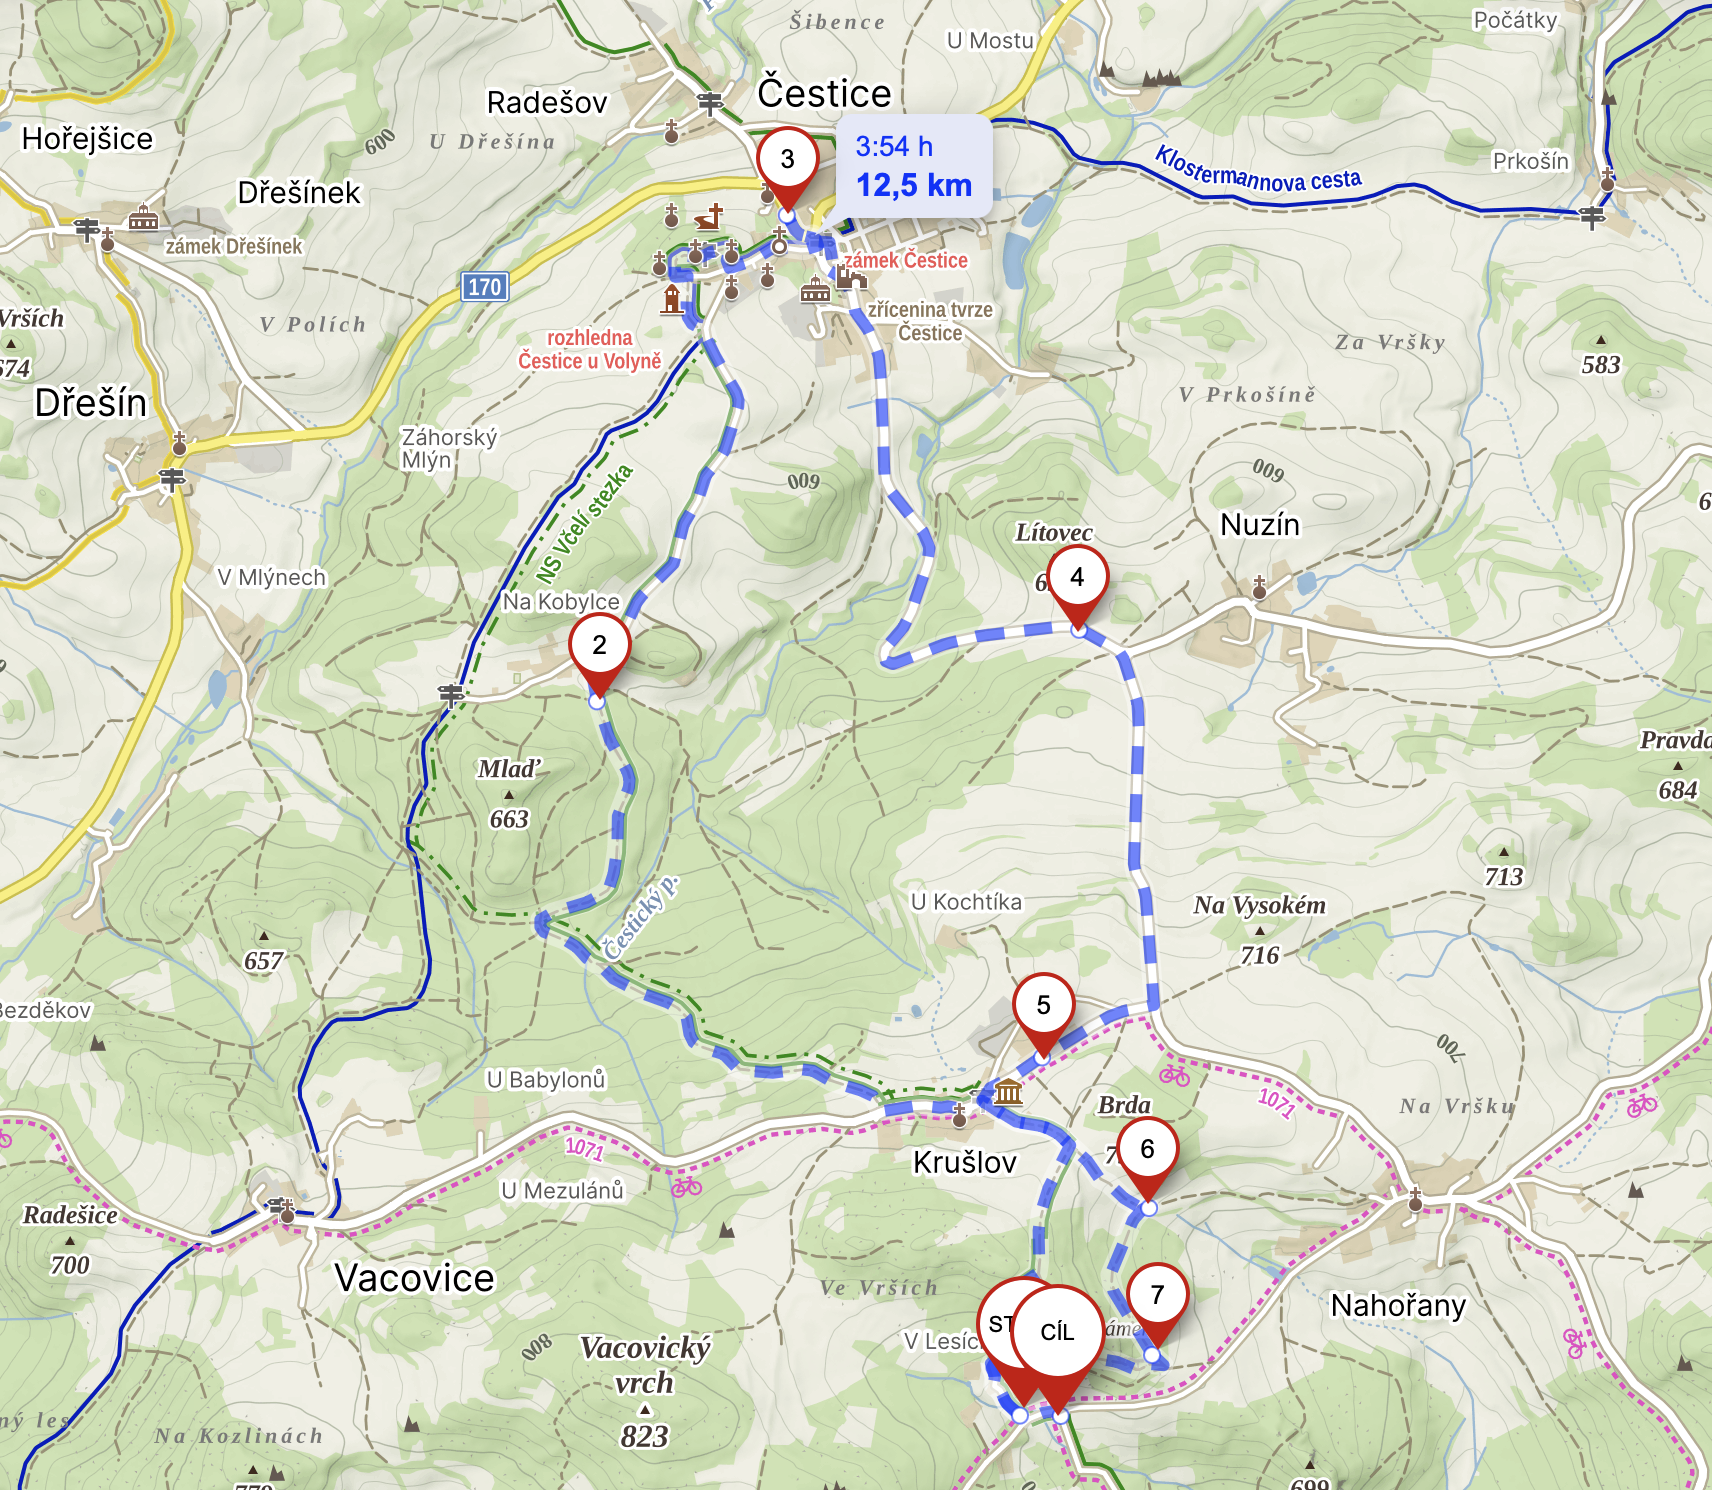 Šibence
U Mostu
Počátky
Radešov
Čestice
Hořejšice
600
U Dřešína
3
3:54 h
12,5 km
Klostermannova cesta
Prkošín
Dřešínek
zámek Dřešínek
zámek Čestice
170
Vrších
674
V Polích
rozhledna
Čestice u Volyně
zřícenina tvrze
Čestice
Za Vršky
583
V Prkošíně
Dřešín
Záhorský
Mlýn
NS Včelí stezka
600
600
Lítovec
Nuzín
V Mlýnech
4
Na Kobylce
2
Mlaď
663
Pravda
684
713
Čestický p.
U Kochtíka
Na Vysokém
716
657
Bezděkov
5
700
U Babylonů
Brda
1071
Na Vršku
1071
Krušlov
6
U Mezulánů
Radešice
700
Vacovice
Ve Vrších
7
Nahořany
ST
CÍL
V Lesíc
áme
800
Vacovický
vrch
823
ný les
Na Kozlinách
779
699